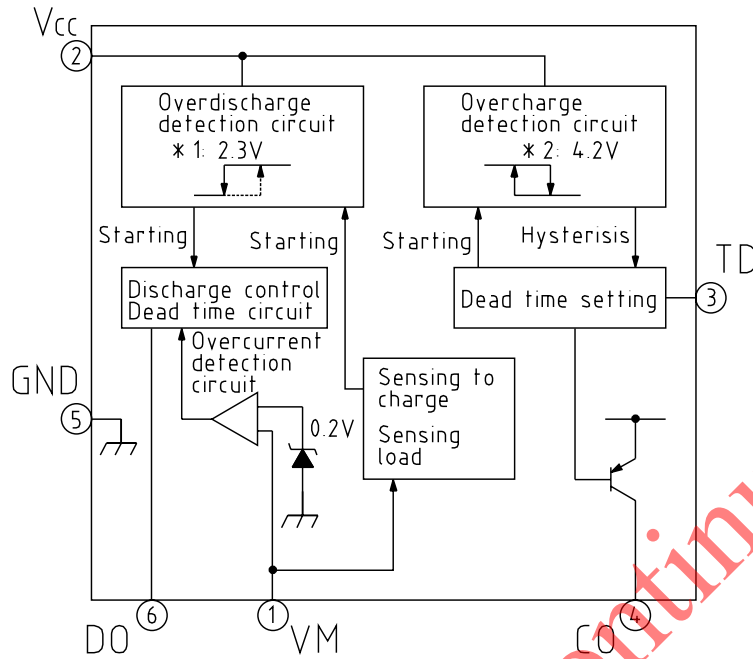 Vcc
2
Overdischarge
detection circuit
* 1: 2.3V
Overcharge
detection circuit
* 2: 4.2V
Starting
Starting
Starting
Hysterisis
TD
3
Discharge control
Dead time circuit
Dead time setting
Overcurrent
detection
circuit
GND
5
0.2V
Sensing to
charge
Sensing
load
6
1
4
DO
VM
CO